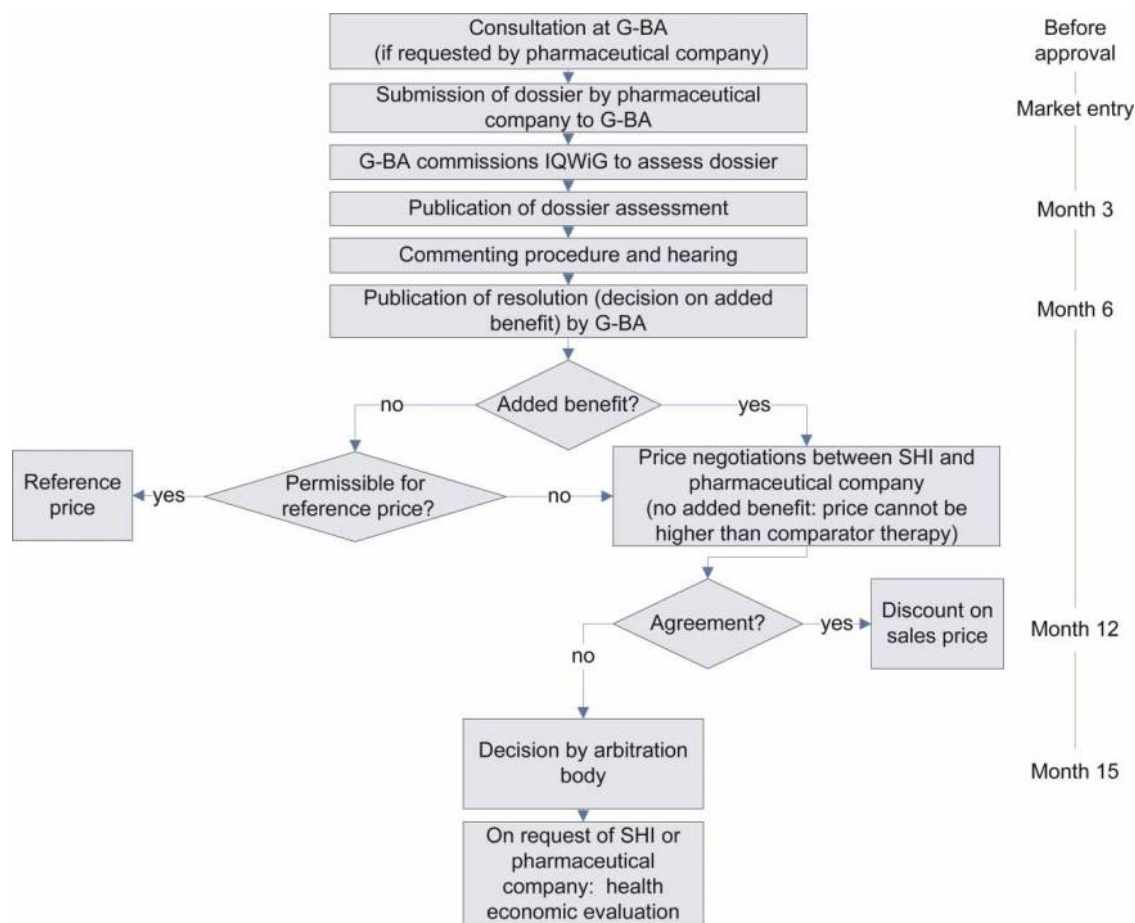 Consultation at G-BA
(if requested by pharmaceutical company)
Before
approval
Submission of dossier by pharmaceutical
company to G-BA
Market entry
G-BA commissions IQWiG to assess dossier
Publication of dossier assessment
Month 3
Commenting procedure and hearing
Publication of resolution (decision on added
benefit) by G-BA
Month 6
Added benefit?
no
yes
Reference
price
yes
Permissible for
reference price?
no
Price negotiations between SHI and
pharmaceutical company
(no added benefit: price cannot be
higher than comparator therapy)
Agreement?
yes
Discount on
sales price
Month 12
no
Decision by arbitration
body
Month 15
On request of SHI or
pharmaceutical
company: health
economic evaluation